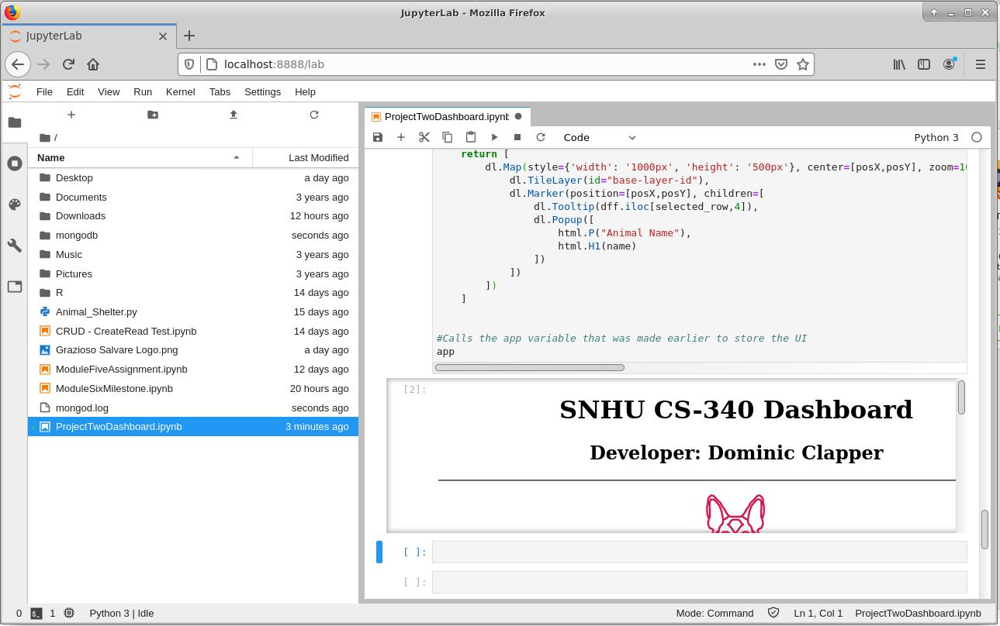 JupyterLab - Mozilla Firefox
JupyterLab
localhost:8888/lab
File Edit View Run Kernel Tabs Settings Help
/
Name Last Modified
Desktop a day ago
Documents 3 years ago
Downloads 12 hours ago
mongodb seconds ago
Music 3 years ago
Pictures 3 years ago
R 14 days ago
Animal_Shelter.py 15 days ago
CRUD - CreateRead Test.ipynb 14 days ago
Grazioso Salvare Logo.png a day ago
ModuleFiveAssignment.ipynb 12 days ago
ModuleSixMilestone.ipynb 20 hours ago
mongod.log seconds ago
ProjectTwoDashboard.ipynb 3 minutes ago
ProjectTwoDashboard.ipynb
Code Python 3
return [
dl.Map(style={'width': '1000px', 'height': '500px'}, center=[posX,posY], zoom=10
dl.TileLayer(id="base-layer-id"),
dl.Marker(position=[posX,posY], children=[
dl.Tooltip(dff.iloc[selected_row,4]),
dl.Popup([
html.P("Animal Name"),
html.H1(name)
])
])
])
]
#Calls the app variable that was made earlier to store the UI
app
[2]:
SNHU CS-340 Dashboard
Developer: Dominic Clapper
[ ]:
[ ]:
0 $_ 1 Python 3 | Idle Mode: Command Ln 1, Col 1 ProjectTwoDashboard.ipynb